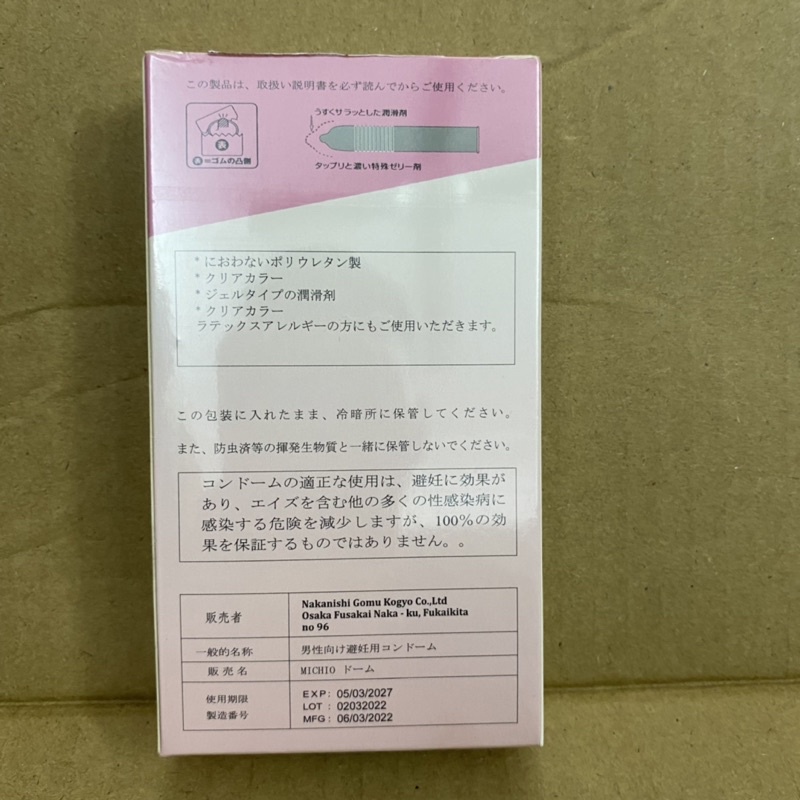 この製品は、取扱い説明書を必ず読んでからご使用ください。
うすくサラッとした潤滑剤
表
表=ゴムの凸側
タップリと濃い特殊ゼリー剤
*におわないポリウレタン製
*クリアカラー
*ジェルタイプの潤滑剤
*クリアカラー
ラテックスアレルギーの方にもご使用いただきます。
この包装に入れたまま、冷暗所に保管してください。
また、防虫済等の揮発生物質と一緒に保管しないでください。
コンドームの適正な使用は、避妊に効果が
あり、エイズを含む他の多くの性感染病に
感染する危険を減少しますが、100%の効
果を保証するものではありません。。
販売者
Nakanishi Gomu Kogyo Co.,Ltd
Osaka Fusakai Naka - ku, Fukaikita
no 96
一般的名称 男性向け避妊用コンドーム
販売名 MICHIO ドーム
使用期限
製造番号
EXP: 05/03/2027
LOT : 02032022
MFG : 06/03/2022